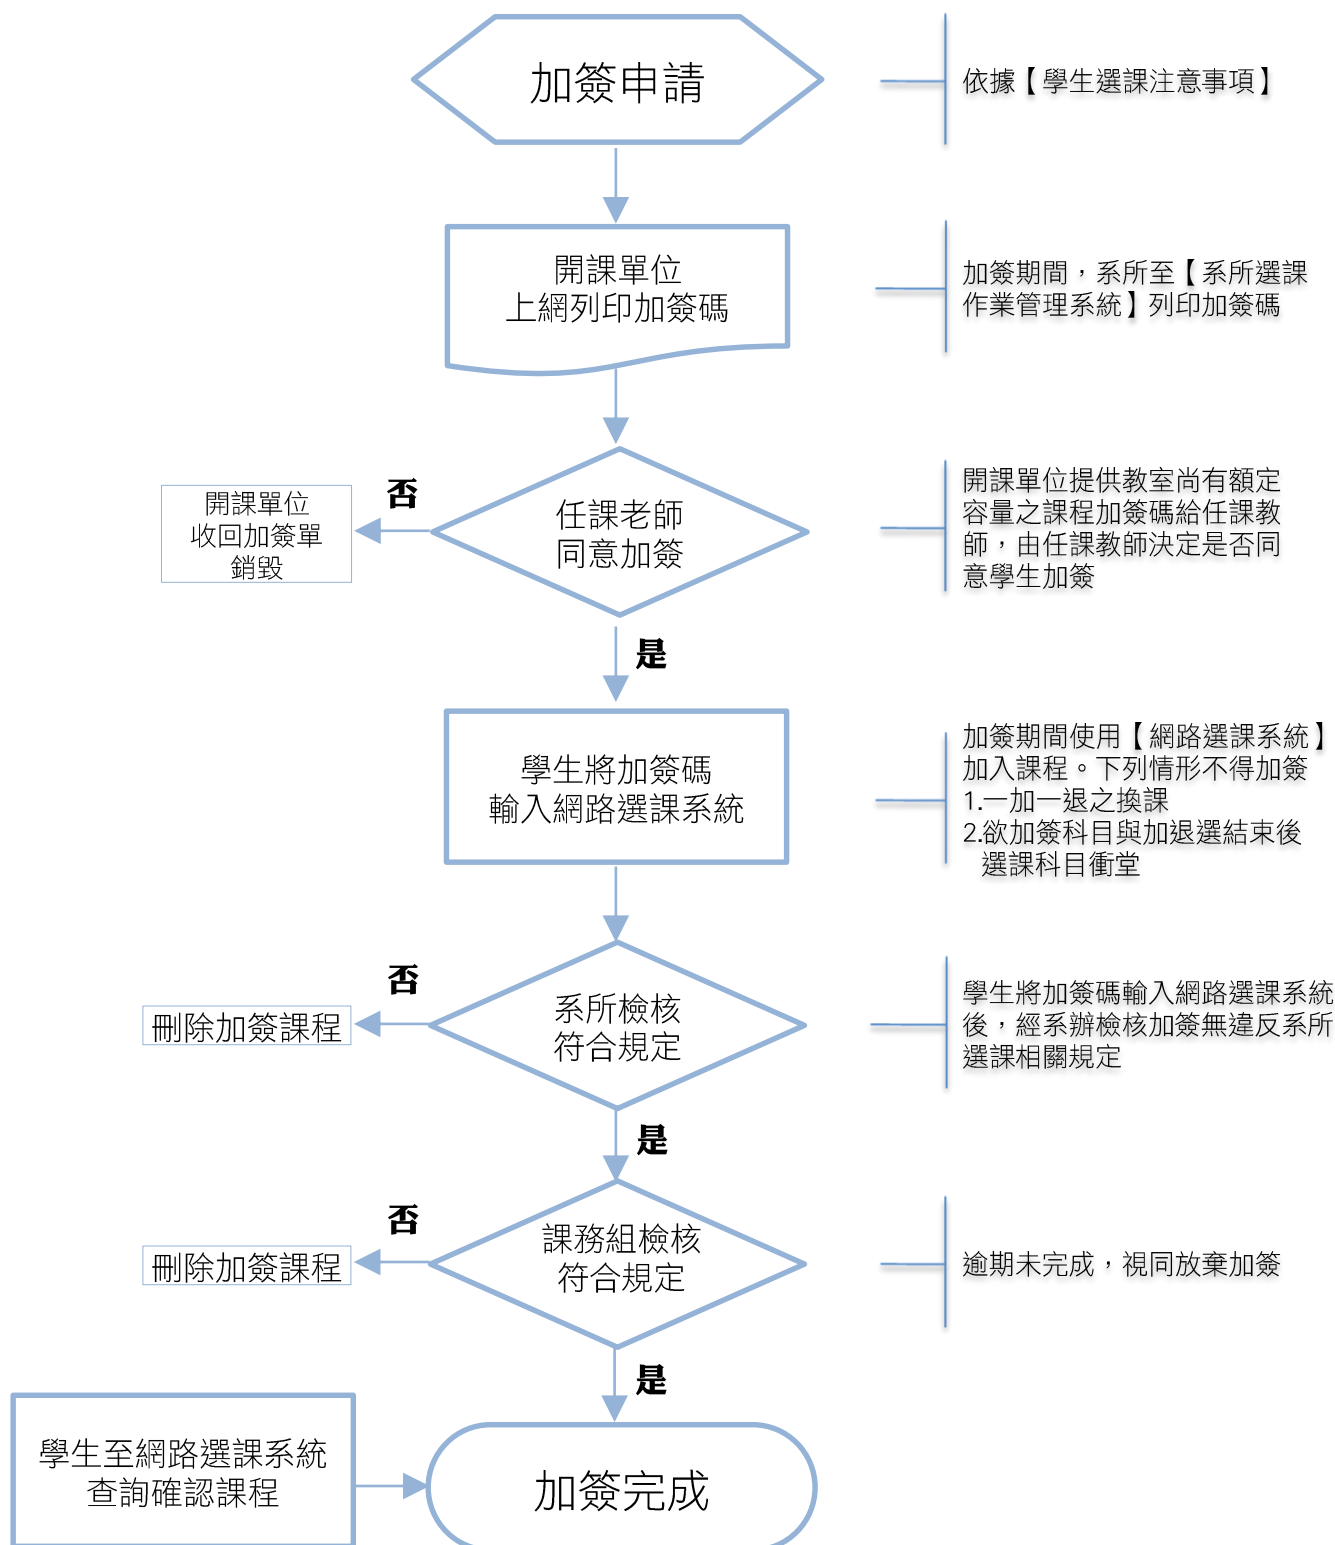 加簽申請
依據【學生選課注意事項】
開課單位
上網列印加簽碼
加簽期間，系所至【系所選課
作業管理系統】列印加簽碼
否
開課單位
收回加簽單
銷毀
任課老師
同意加簽
開課單位提供教室尚有額定
容量之課程加簽碼給任課教
師，由任課教師決定是否同
意學生加簽
是
學生將加簽碼
輸入網路選課系統
加簽期間使用【網路選課系統】
加入課程。下列情形不得加簽
1.一加一退之換課
2.欲加簽科目與加退選結束後
選課科目衝堂
否
刪除加簽課程
系所檢核
符合規定
學生將加簽碼輸入網路選課系統
後，經系辦檢核加簽無違反系所
選課相關規定
是
否
刪除加簽課程
課務組檢核
符合規定
逾期未完成，視同放棄加簽
是
學生至網路選課系統
查詢確認課程
加簽完成